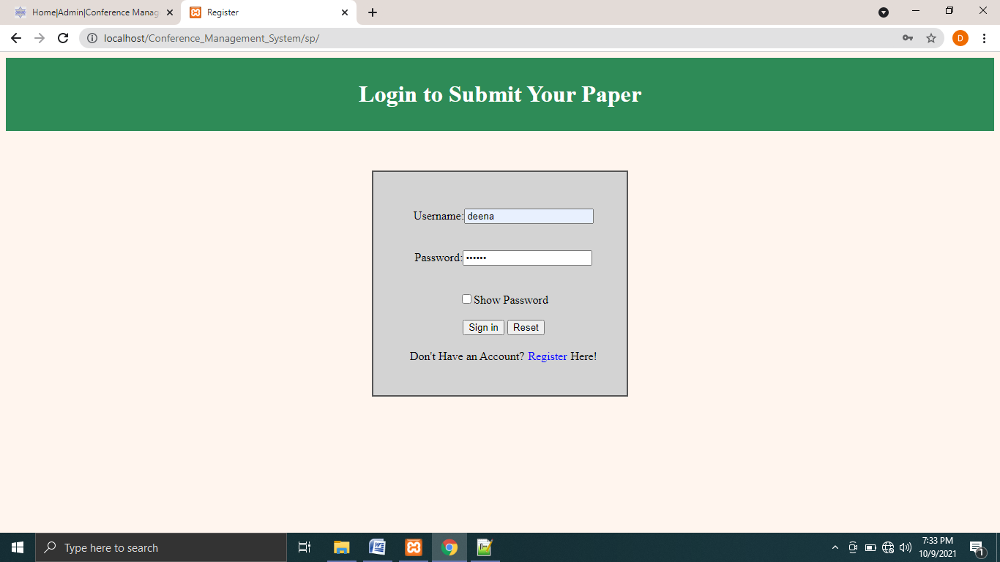 Home|Admin|Conference Manag
Register
localhost/Conference_Management_System/sp/
D
Login to Submit Your Paper
Username: deena
Password: ••••••
Show Password
Sign in Reset
Don't Have an Account? Register Here!
Type here to search
7:33 PM
10/9/2021
1